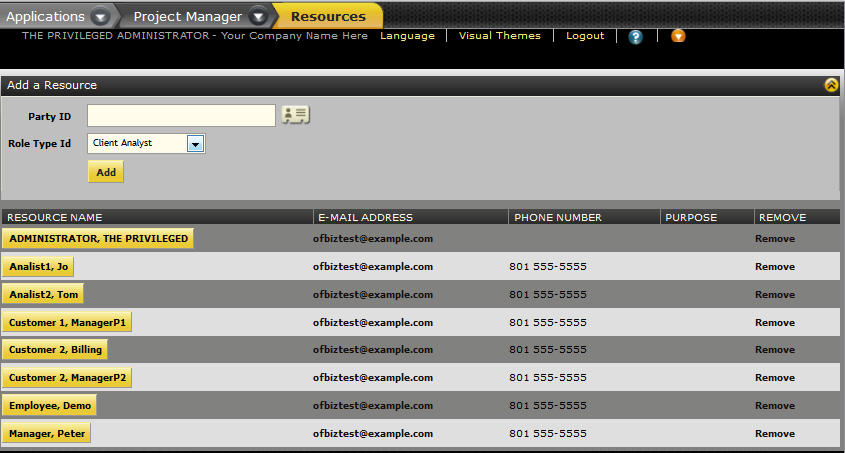 Applications Project Manager Resources
THE PRIVILEGED ADMINISTRATOR - Your Company Name Here Language Visual Themes Logout ?
Add a Resource
Party ID
Role Type Id Client Analyst
Add
RESOURCE NAME E-MAIL ADDRESS PHONE NUMBER PURPOSE REMOVE
ADMINISTRATOR, THE PRIVILEGED ofbiztest@example.com Remove
Analist1, Jo ofbiztest@example.com 801 555-5555 Remove
Analist2, Tom ofbiztest@example.com 801 555-5555 Remove
Customer 1, ManagerP1 ofbiztest@example.com 801 555-5555 Remove
Customer 2, Billing ofbiztest@example.com 801 555-5555 Remove
Customer 2, ManagerP2 ofbiztest@example.com 801 555-5555 Remove
Employee, Demo ofbiztest@example.com 801 555-5555 Remove
Manager, Peter ofbiztest@example.com 801 555-5555 Remove